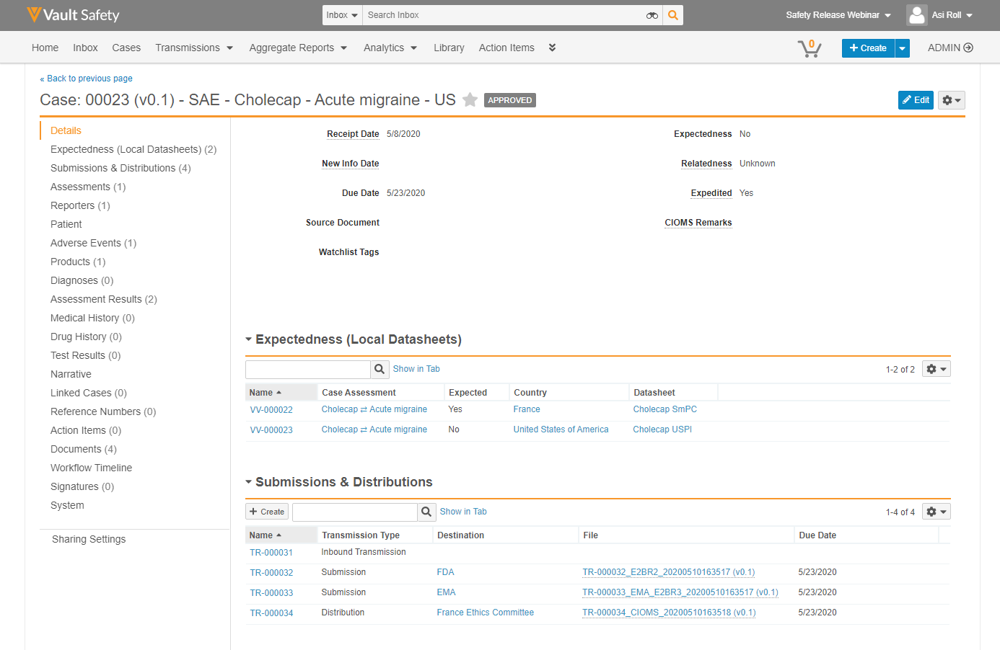 Vault Safety
Inbox Search Inbox
Safety Release Webinar Asi Roll
Home Inbox Cases Transmissions Aggregate Reports Analytics Library Action Items 0 + Create ADMIN
« Back to previous page
Case: 00023 (v0.1) - SAE - Cholecap - Acute migraine - US APPROVED Edit
Details
Expectedness (Local Datasheets) (2)
Submissions & Distributions (4)
Assessments (1)
Reporters (1)
Patient
Adverse Events (1)
Products (1)
Diagnoses (0)
Assessment Results (2)
Medical History (0)
Drug History (0)
Test Results (0)
Narrative
Linked Cases (0)
Reference Numbers (0)
Action Items (0)
Documents (4)
Workflow Timeline
Signatures (0)
System
Sharing Settings
Receipt Date 5/8/2020
New Info Date
Due Date 5/23/2020
Source Document
Watchlist Tags
Expectedness No
Relatedness Unknown
Expedited Yes
CIOMS Remarks
Expectedness (Local Datasheets)
Show in Tab 1-2 of 2
Name Case Assessment Expected Country Datasheet
VV-000022 Cholecap ⇄ Acute migraine Yes France Cholecap SmPC
VV-000023 Cholecap ⇄ Acute migraine No United States of America Cholecap USPI
Submissions & Distributions
+ Create Show in Tab 1-4 of 4
Name Transmission Type Destination File Due Date
TR-000031 Inbound Transmission
TR-000032 Submission FDA TR-000032_E2BR2_20200510163517 (v0.1) 5/23/2020
TR-000033 Submission EMA TR-000033_EMA_E2BR3_20200510163517 (v0.1) 5/23/2020
TR-000034 Distribution France Ethics Committee TR-000034_CIOMS_20200510163518 (v0.1) 5/23/2020